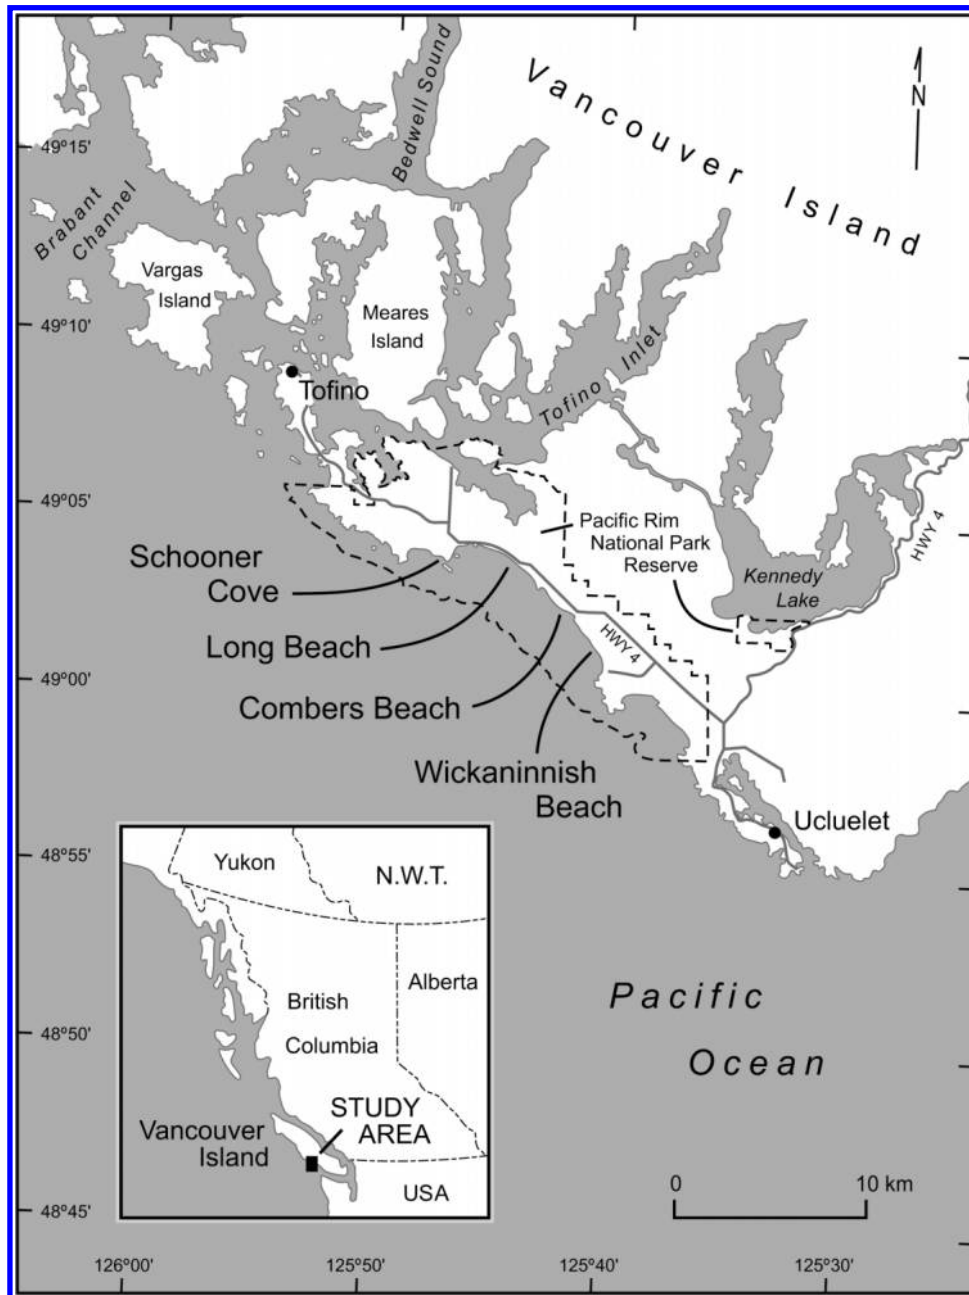 Vancouver Island
N
Bedwell Sound
Brabant
Channel
Vargas
Island
Meares
Island
Tofino Inlet
Tofino
Pacific Rim
National Park
Reserve
Kennedy
Lake
HWY 4
HWY 4
Schooner
Cove
Long Beach
Combers Beach
Wickaninnish
Beach
Ucluelet
Pacific
Ocean
0 10 km
Yukon
N.W.T.
British
Columbia
Alberta
STUDY
AREA
Vancouver
Island
USA
49°15'
49°10'
49°05'
49°00'
48°55'
48°50'
48°45'
126°00' 125°50' 125°40' 125°30'